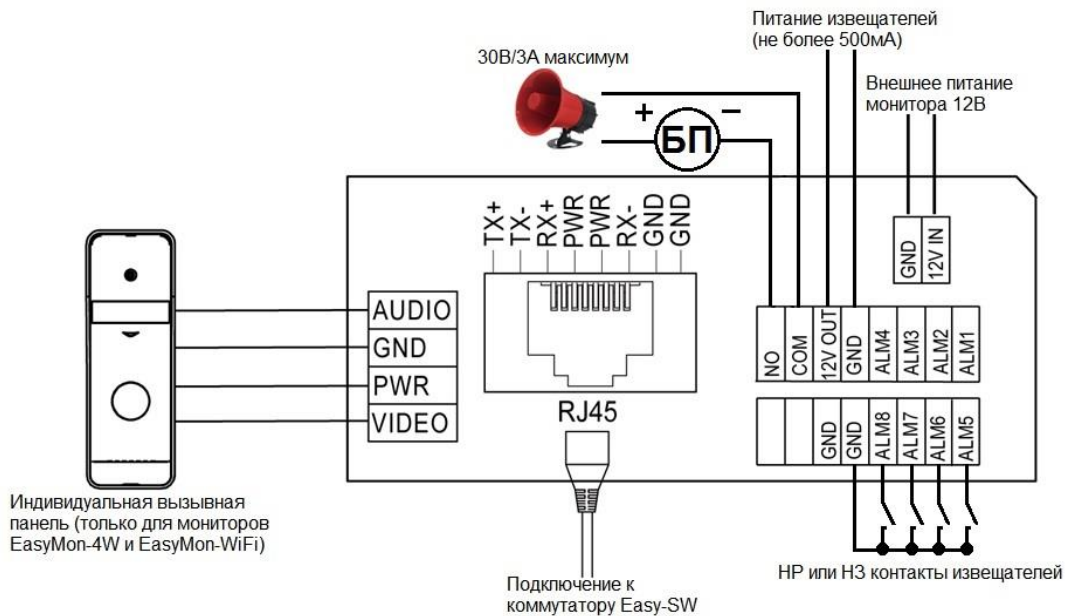 Питание извещателей
(не более 500мА)
30В/3А максимум
Внешнее питание
монитора 12В
+
БП
−
TX+
TX-
RX+
PWR
PWR
RX-
GND
GND
GND
12V IN
AUDIO
GND
PWR
VIDEO
RJ45
NO
COM
12V OUT
GND
ALM4
ALM3
ALM2
ALM1
GND
GND
ALM8
ALM7
ALM6
ALM5
Индивидуальная вызывная
панель (только для мониторов
EasyMon-4W и EasyMon-WiFi)
Подключение к
коммутатору Easy-SW
НР или НЗ контакты извещателей